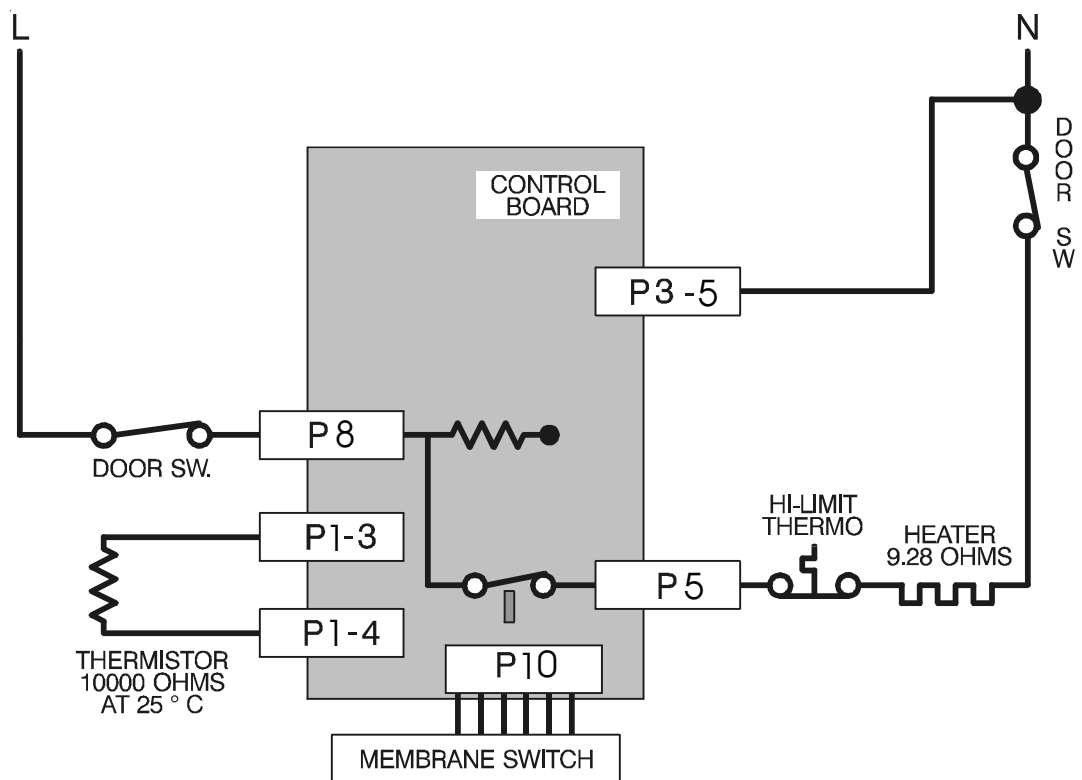 L
N
DOOR SW
CONTROL
BOARD
P3-5
P8
DOOR SW.
P1-3
HI-LIMIT
THERMO
HEATER
9.28 OHMS
P5
P1-4
THERMISTOR
10000 OHMS
AT 25 ° C
P10
MEMBRANE SWITCH